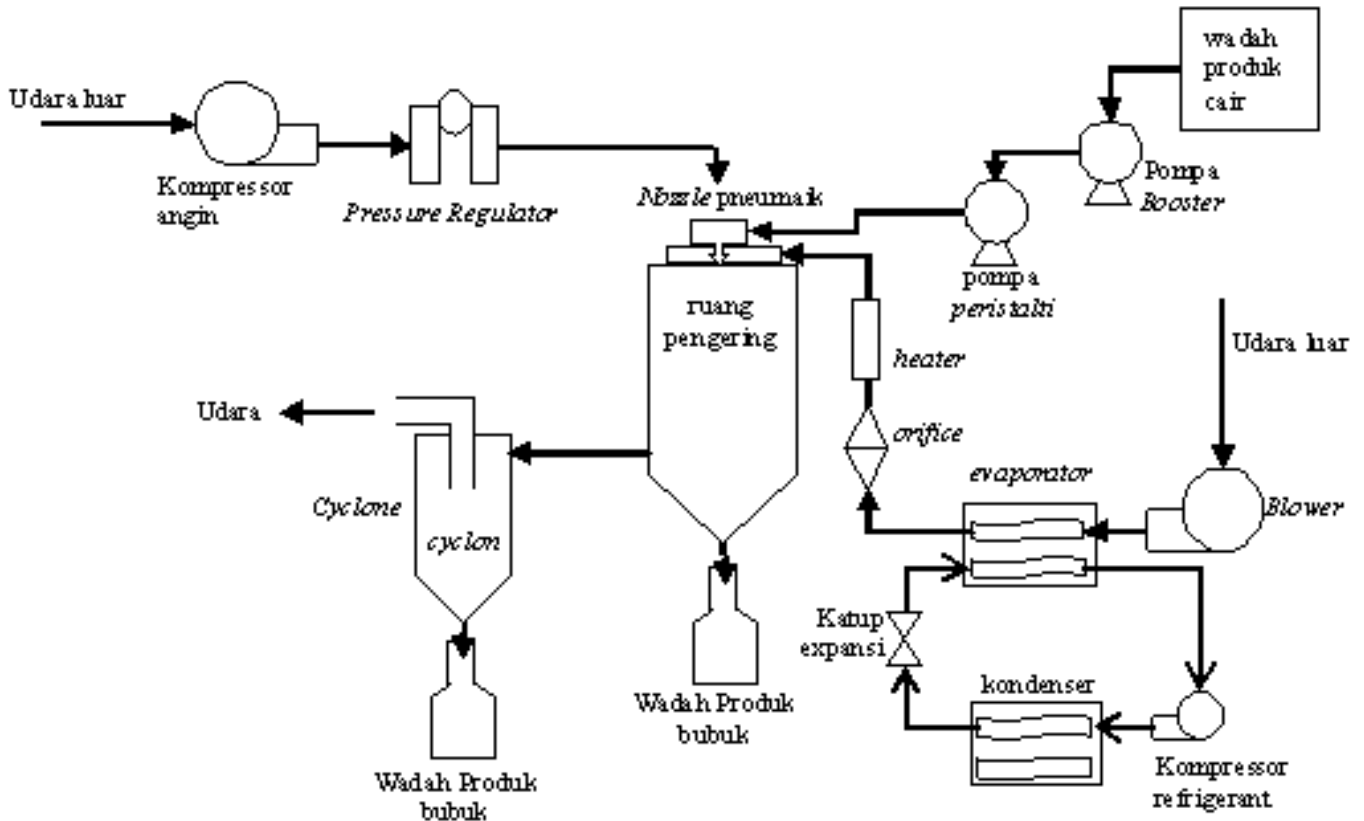 wadah
produk
cair
Udara luar
Kompressor
angin
Pressure Regulator
Nozzle pneumaik
Pompa
Booster
pompa
peristalti
ruang
pengering
heater
Udara luar
Udara
orifice
evaporator
Blower
Cyclone
cyclon
Katup
expansi
kondenser
Wadah Produk
bubuk
Wadah Produk
bubuk
Kompressor
refrigerant